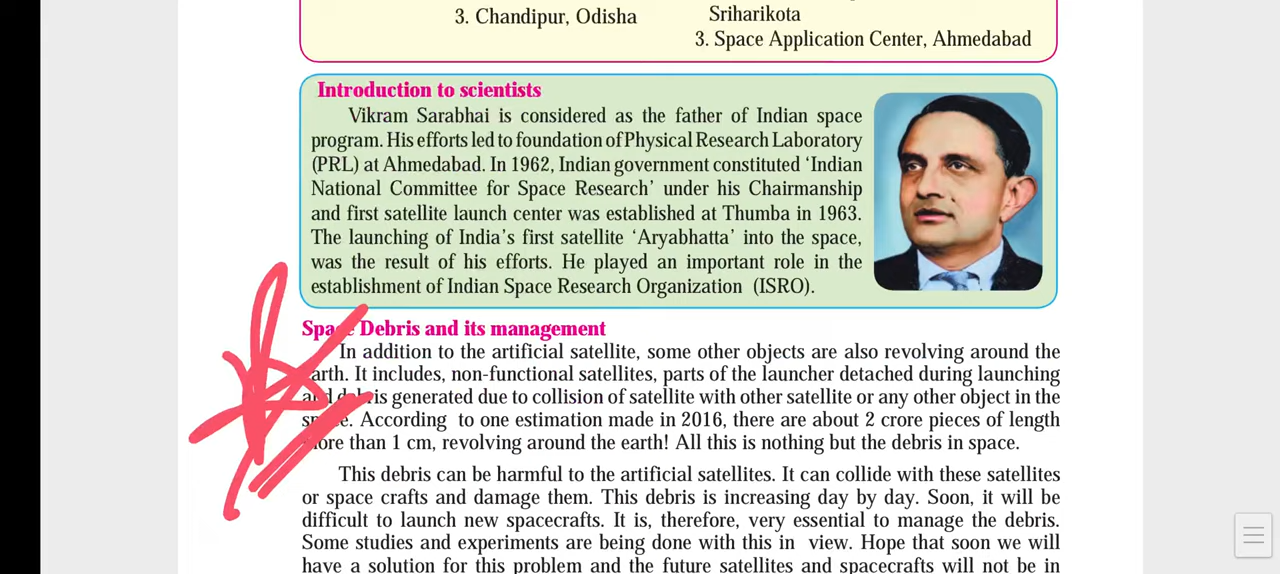 3. Chandipur, Odisha
Sriharikota
3. Space Application Center, Ahmedabad
Introduction to scientists
Vikram Sarabhai is considered as the father of Indian space
program. His efforts led to foundation of Physical Research Laboratory
(PRL) at Ahmedabad. In 1962, Indian government constituted ‘Indian
National Committee for Space Research’ under his Chairmanship
and first satellite launch center was established at Thumba in 1963.
The launching of India’s first satellite ‘Aryabhatta’ into the space,
was the result of his efforts. He played an important role in the
establishment of Indian Space Research Organization (ISRO).
Space Debris and its management
In addition to the artificial satellite, some other objects are also revolving around the
earth. It includes, non-functional satellites, parts of the launcher detached during launching
and debris generated due to collision of satellite with other satellite or any other object in the
space. According to one estimation made in 2016, there are about 2 crore pieces of length
more than 1 cm, revolving around the earth! All this is nothing but the debris in space.
This debris can be harmful to the artificial satellites. It can collide with these satellites
or space crafts and damage them. This debris is increasing day by day. Soon, it will be
difficult to launch new spacecrafts. It is, therefore, very essential to manage the debris.
Some studies and experiments are being done with this in view. Hope that soon we will
have a solution for this problem and the future satellites and spacecrafts will not be in